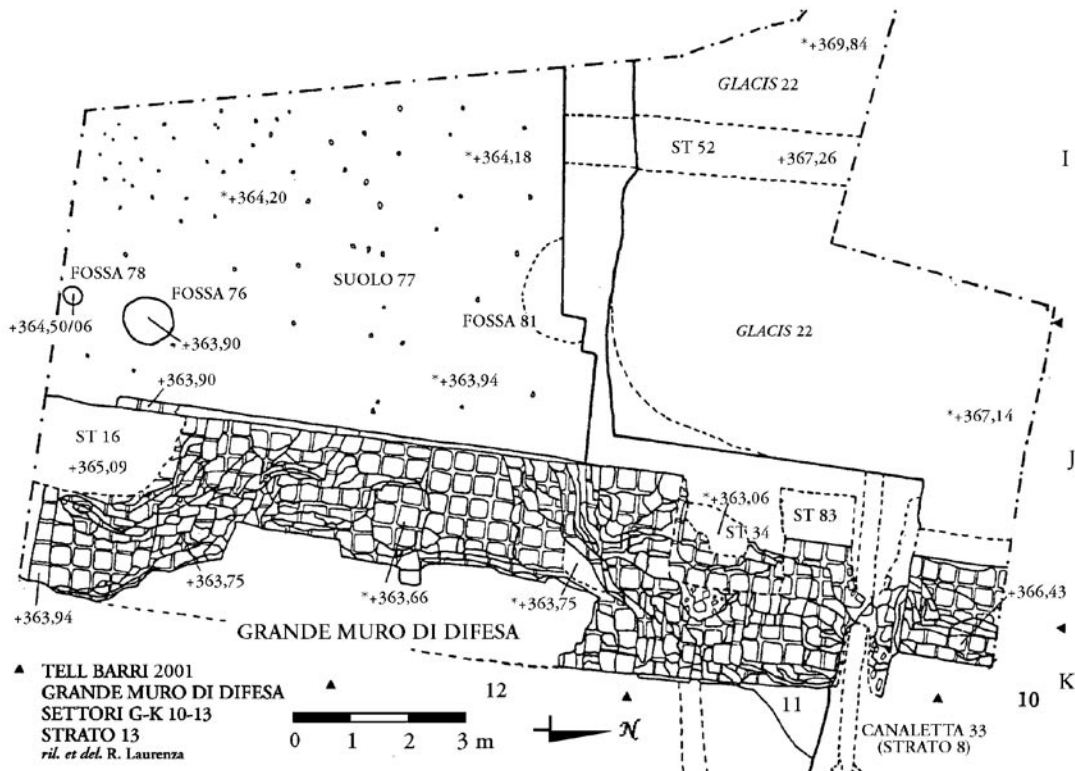 *+369,84
GLACIS 22
ST 52
+367,26
I
*+364,18
*+364,20
FOSSA 78
SUOLO 77
FOSSA 76
+364,50/06
+363,90
FOSSA 81
GLACIS 22
+363,90
*+363,94
*+367,14
ST 16
+365,09
J
*+363,06
ST 34
ST 83
+363,75
*+363,66
*+363,75
+366,43
+363,94
GRANDE MURO DI DIFESA
K
12
11
10
TELL BARRI 2001
GRANDE MURO DI DIFESA
SETTORI G-K 10-13
STRATO 13
ril. et del. R. Laurenza
0 1 2 3 m
N
CANALETTA 33
(STRATO 8)